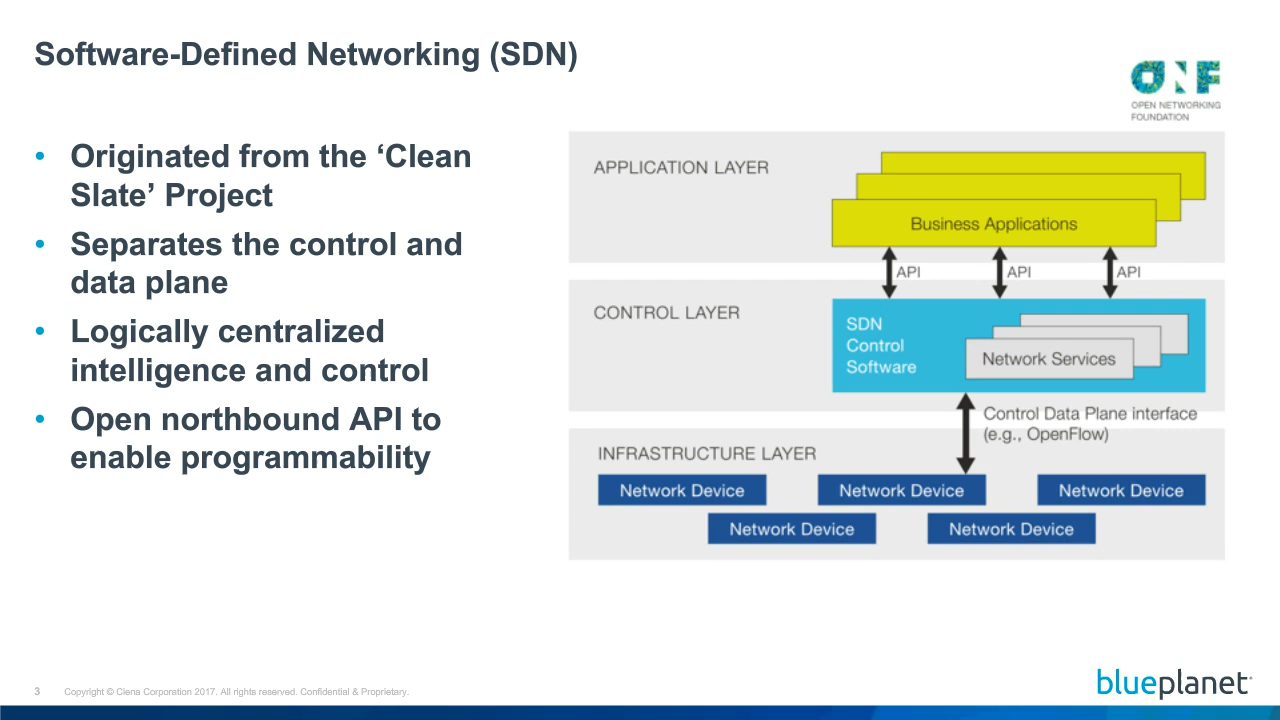 Software-Defined Networking (SDN)
ONF
OPEN NETWORKING
FOUNDATION
• Originated from the ‘Clean
Slate’ Project
• Separates the control and
data plane
• Logically centralized
intelligence and control
• Open northbound API to
enable programmability
APPLICATION LAYER
Business Applications
API API API
CONTROL LAYER
SDN
Control
Software
Network Services
Control Data Plane interface
(e.g., OpenFlow)
INFRASTRUCTURE LAYER
Network Device Network Device Network Device
Network Device Network Device
3 Copyright © Ciena Corporation 2017. All rights reserved. Confidential & Proprietary.
blueplanet